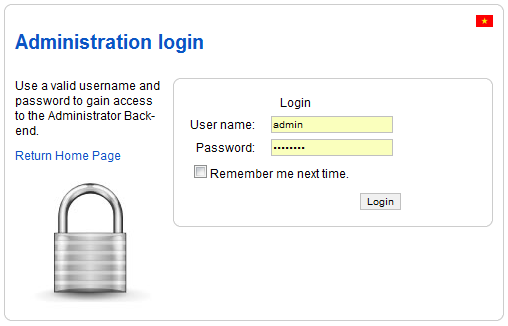 Administration login
Use a valid username and
password to gain access
to the Administrator Back-
end.
Return Home Page
Login
User name: admin
Password: ••••••••
Remember me next time.
Login